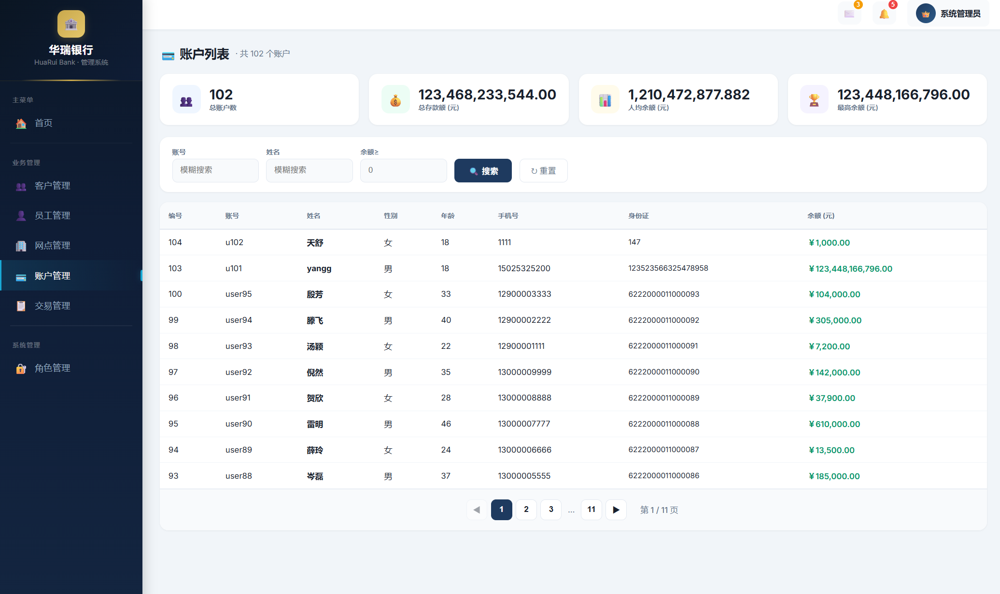 华瑞银行
HuaRui Bank · 管理系统
主菜单
首页
业务管理
客户管理
员工管理
网点管理
账户管理
交易管理
系统管理
角色管理
3
5
系统管理员
账户列表 · 共 102 个账户
102
总账户数
123,468,233,544.00
总存款额 (元)
1,210,472,877.882
人均余额 (元)
123,448,166,796.00
最高余额 (元)
账号 姓名 余额≥
模糊搜索 模糊搜索 0 搜索 ↻ 重置
编号 账号 姓名 性别 年龄 手机号 身份证 余额 (元)
104 u102 天舒 女 18 1111 147 ¥1,000.00
103 u101 yangg 男 18 15025325200 123523566325478958 ¥123,448,166,796.00
100 user95 殷芳 女 33 12900003333 6222000011000093 ¥104,000.00
99 user94 滕飞 男 40 12900002222 6222000011000092 ¥305,000.00
98 user93 汤颖 女 22 12900001111 6222000011000091 ¥7,200.00
97 user92 倪然 男 35 13000009999 6222000011000090 ¥142,000.00
96 user91 贺欣 女 28 13000008888 6222000011000089 ¥37,900.00
95 user90 雷明 男 46 13000007777 6222000011000088 ¥610,000.00
94 user89 薛玲 女 24 13000006666 6222000011000087 ¥13,500.00
93 user88 岑磊 男 37 13000005555 6222000011000086 ¥185,000.00
◀ 1 2 3 ... 11 ▶ 第 1 / 11 页